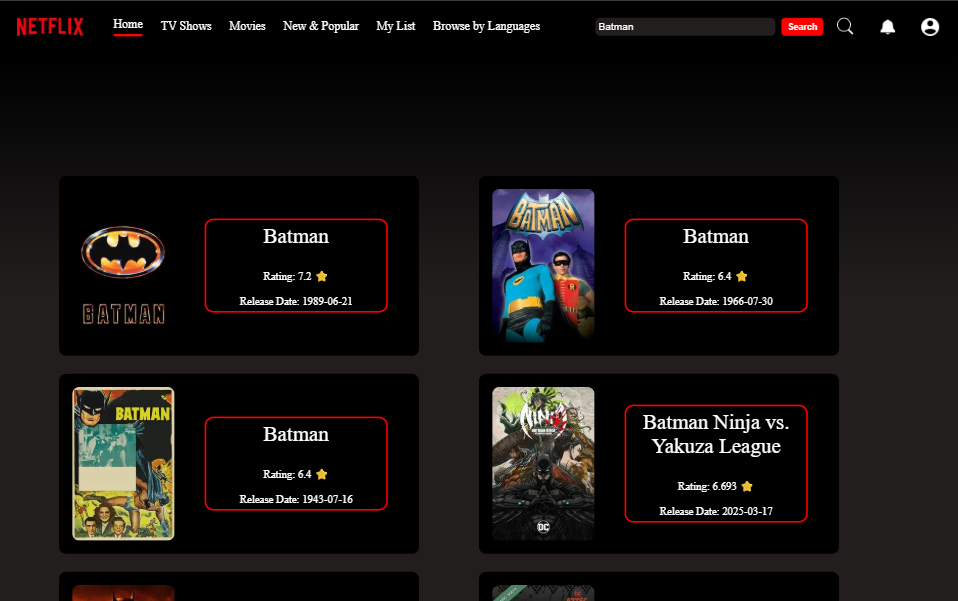 NETFLIX
Home
TV Shows
Movies
New & Popular
My List
Browse by Languages
Batman
Search
BATMAN
Batman
Rating: 7.2
Release Date: 1989-06-21
BATMAN
R
Batman
Rating: 6.4
Release Date: 1966-07-30
BATMAN
Batman
Rating: 6.4
Release Date: 1943-07-16
NINJA
DC
Batman Ninja vs.
Yakuza League
Rating: 6.693
Release Date: 2025-03-17